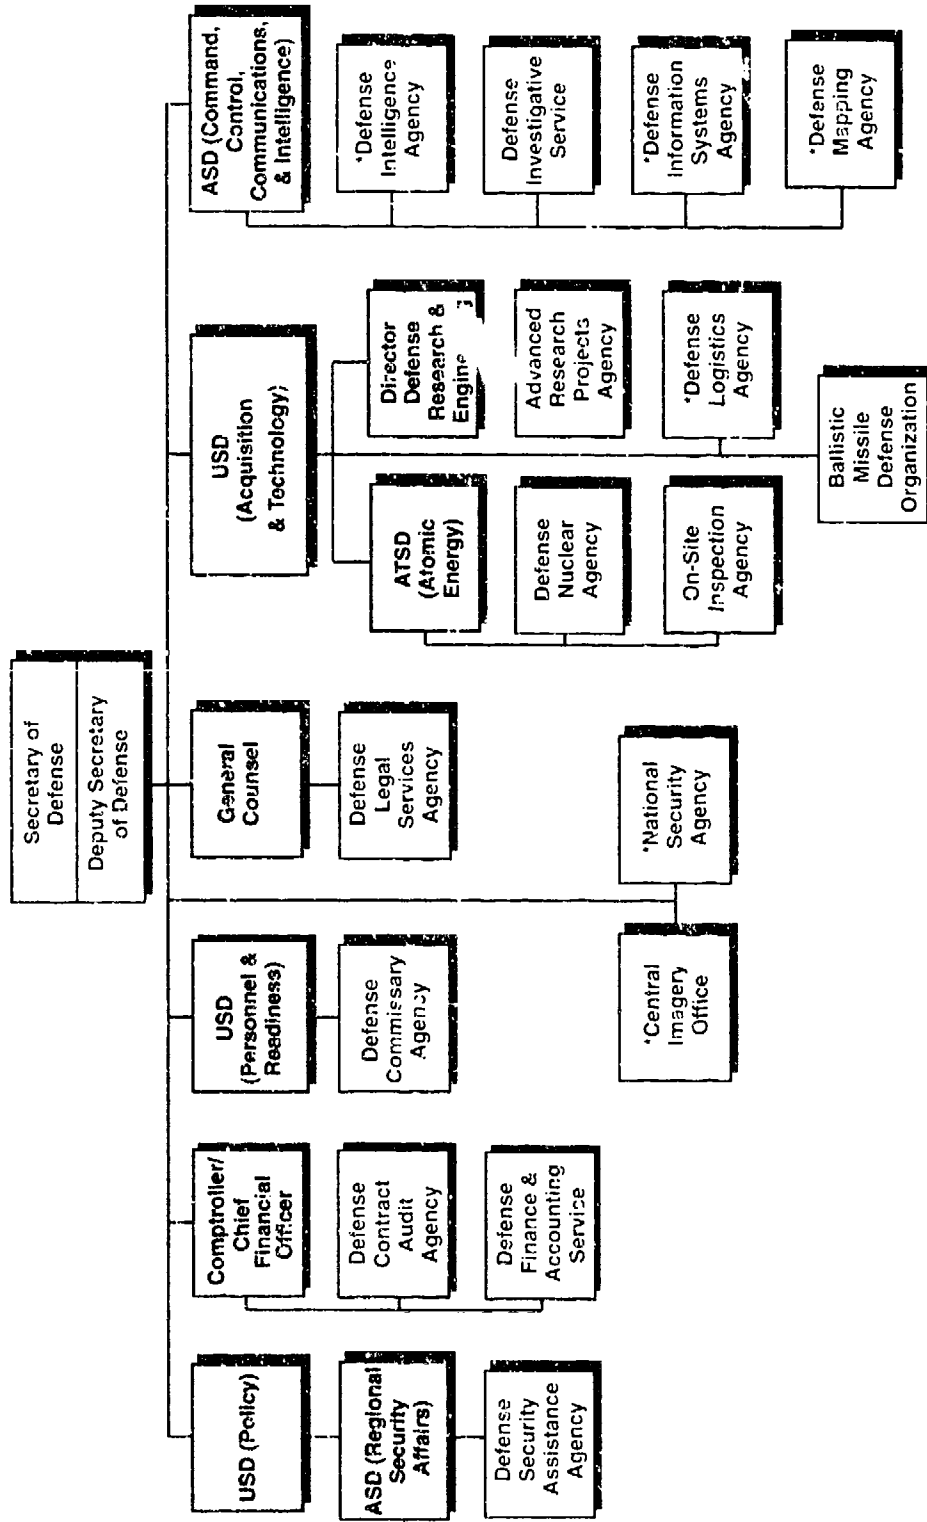 Secretary of
Defense
Deputy Secretary
of Defense
USD (Policy)
ASD (Regional
Security
Affairs)
Defense
Security
Assistance
Agency
Comptroller/
Chief
Financial
Officer
Defense
Contract
Audit
Agency
Defense
Finance &
Accounting
Service
USD
(Personnel &
Readiness)
Defense
Commissary
Agency
*Central
Imagery
Office
*National
Security
Agency
General
Counsel
Defense
Legal
Services
Agency
USD
(Acquisition
& Technology)
ATSD
(Atomic
Energy)
Defense
Nuclear
Agency
On-Site
Inspection
Agency
Director
Defense
Research &
Engine
Advanced
Research
Projects
Agency
*Defense
Logistics
Agency
Ballistic
Missile
Defense
Organization
ASD (Command,
Control,
Communications,
& Intelligence)
*Defense
Intelligence
Agency
Defense
Investigative
Service
*Defense
Information
Systems
Agency
*Defense
Mapping
Agency